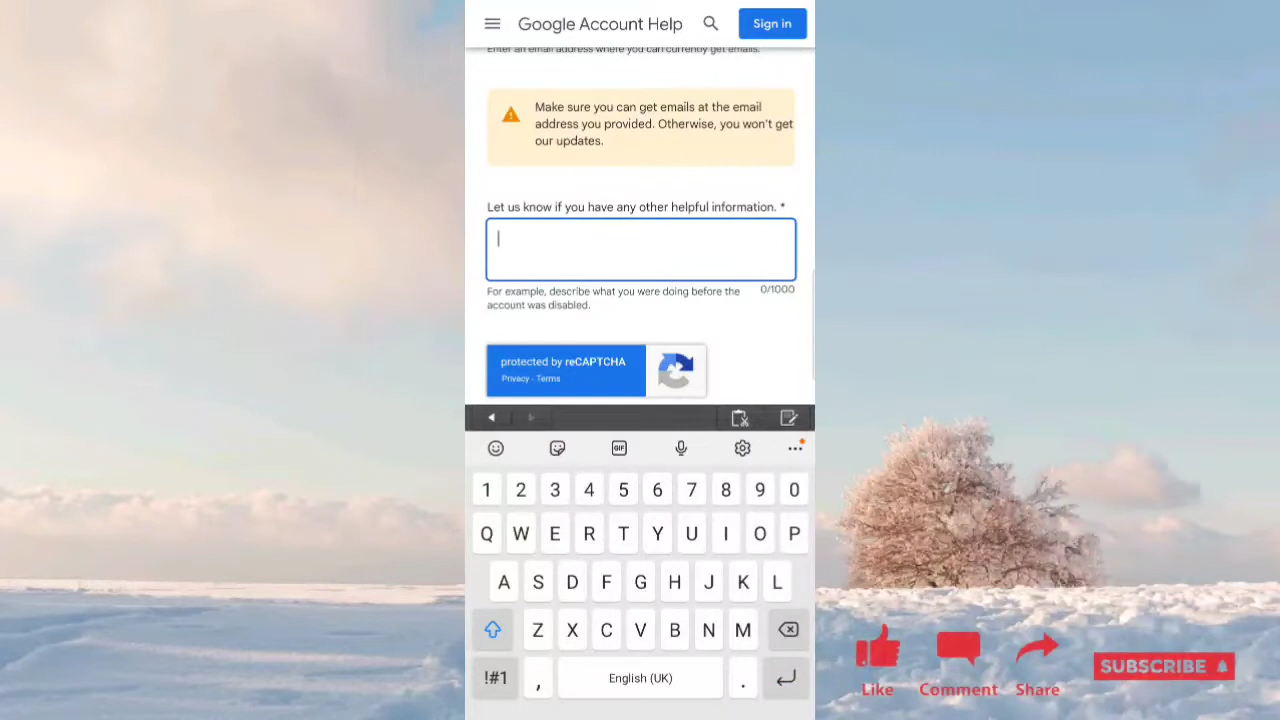 Google Account Help
Sign in
Enter an email address where you can currently get emails.
Make sure you can get emails at the email
address you provided. Otherwise, you won't get
our updates.
Let us know if you have any other helpful information. *
For example, describe what you were doing before the
account was disabled.
0/1000
protected by reCAPTCHA
Privacy - Terms
GIF
1 2 3 4 5 6 7 8 9 0
Q W E R T Y U I O P
A S D F G H J K L
Z X C V B N M
!#1 , English (UK) .
Like
Comment
Share
SUBSCRIBE